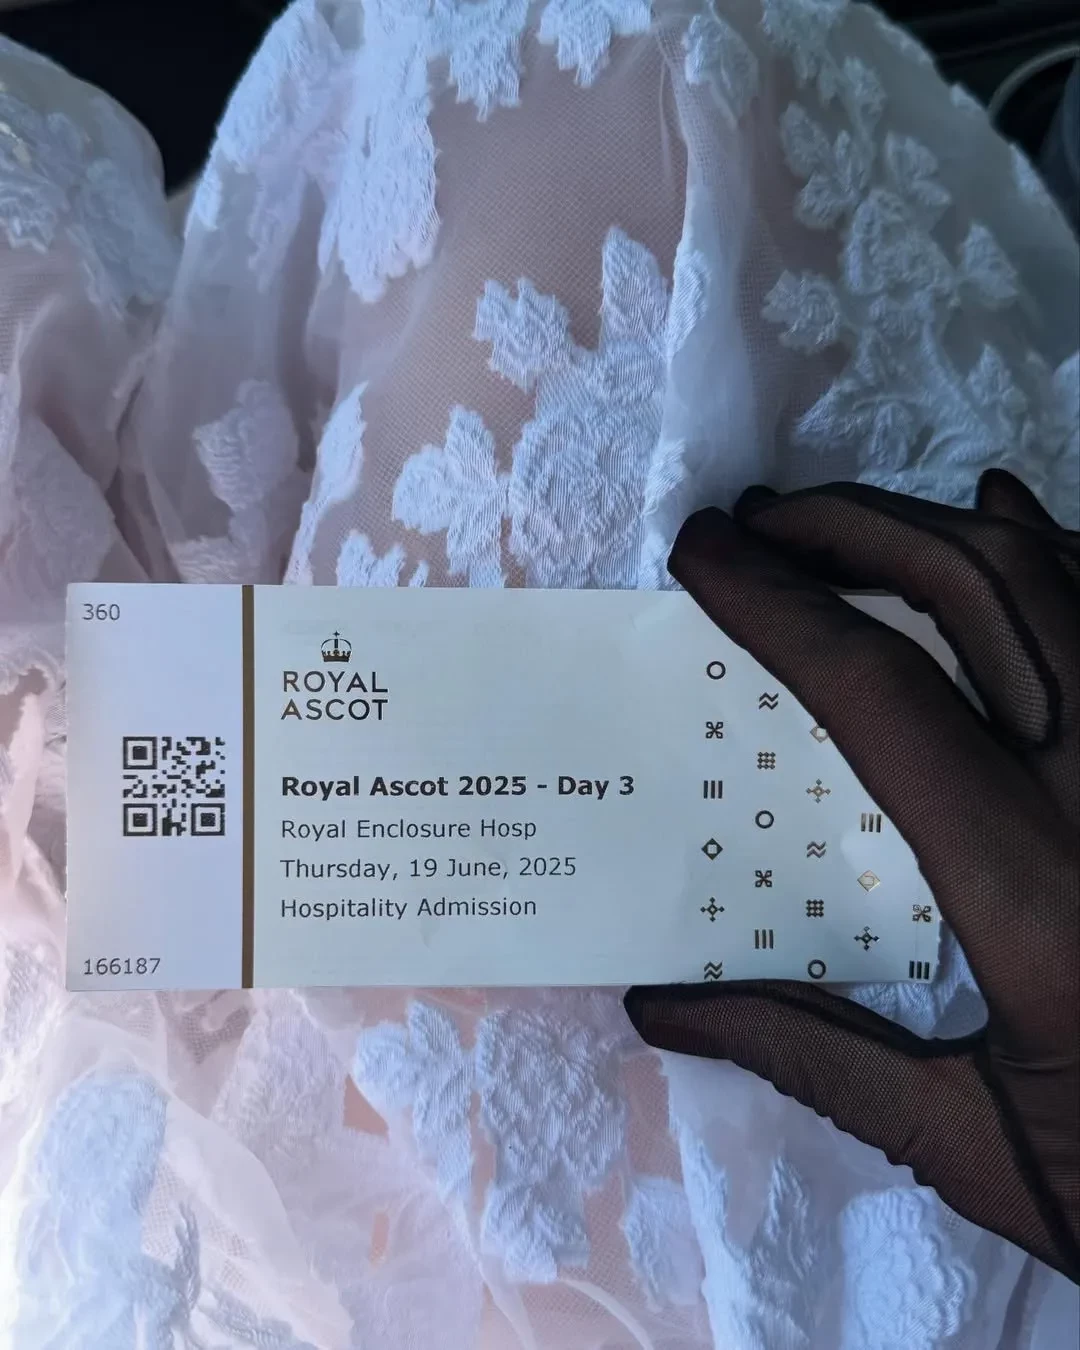 360
ROYAL
ASCOT
Royal Ascot 2025 - Day 3
Royal Enclosure Hosp
Thursday, 19 June, 2025
Hospitality Admission
166187